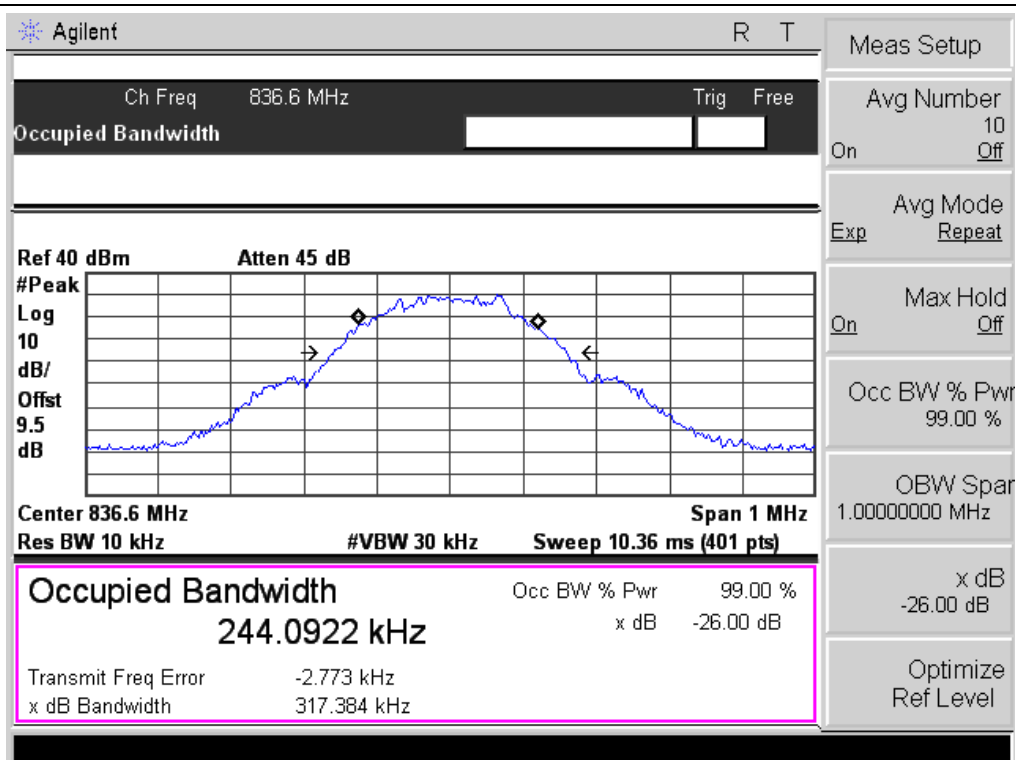 Agilent R T
Ch Freq 836.6 MHz Trig Free
Occupied Bandwidth
Ref 40 dBm Atten 45 dB
#Peak
Log
10
dB/
Offst
9.5
dB
Center 836.6 MHz Span 1 MHz
Res BW 10 kHz #VBW 30 kHz Sweep 10.36 ms (401 pts)
Occupied Bandwidth
244.0922 kHz
Occ BW % Pwr 99.00 %
x dB -26.00 dB
Transmit Freq Error -2.773 kHz
x dB Bandwidth 317.384 kHz
Meas Setup
Avg Number
10
On Off
Avg Mode
Exp Repeat
Max Hold
On Off
Occ BW % Pwr
99.00 %
OBW Span
1.00000000 MHz
x dB
-26.00 dB
Optimize
Ref Level